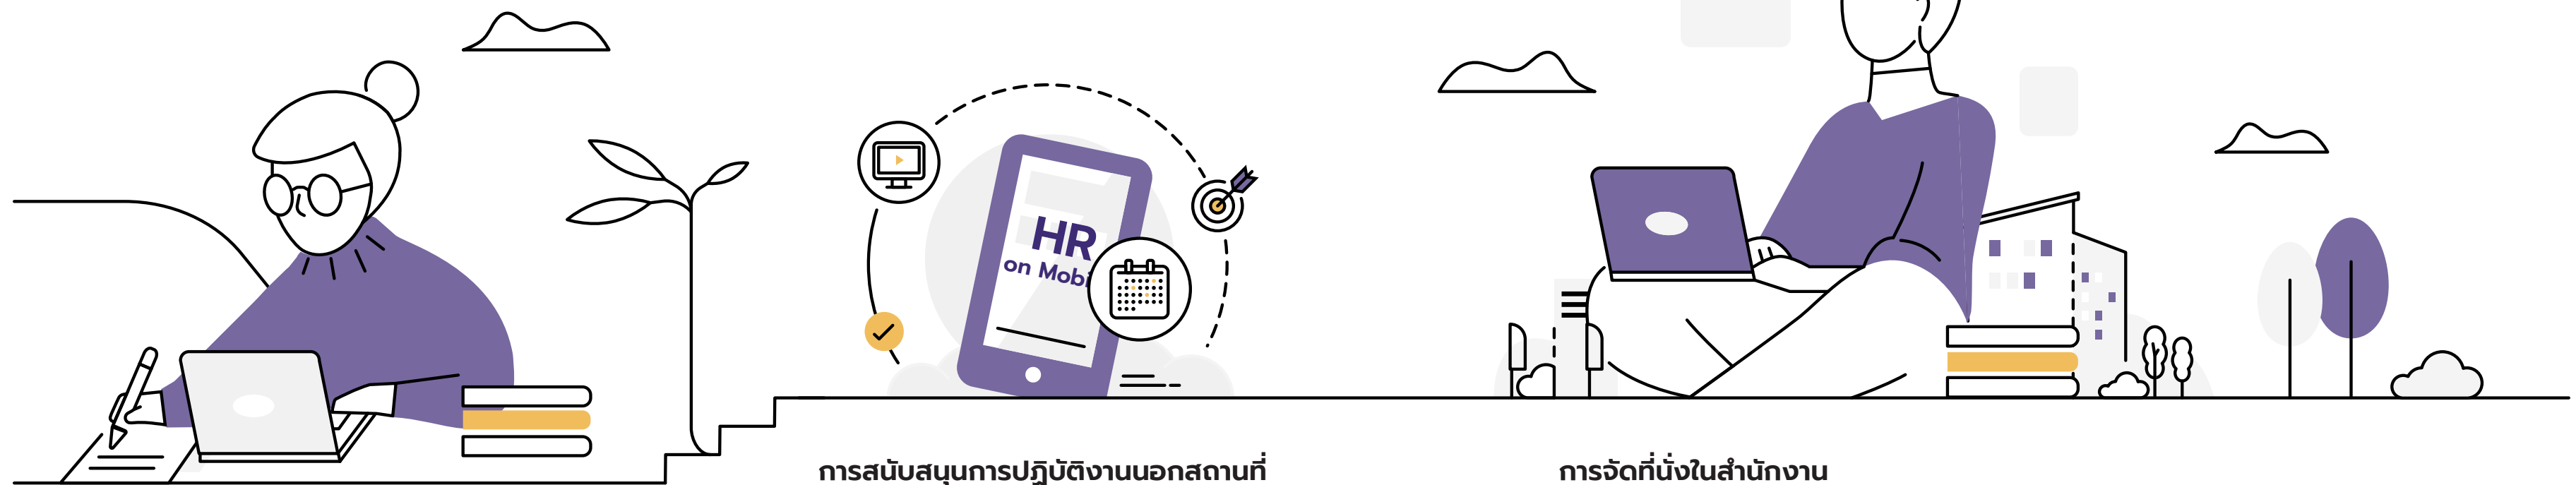 HR
on Mobi
การสนับสนุนการปฏิบัติงานนอกสถานที่
การจัดที่นั่งในสำนักงาน